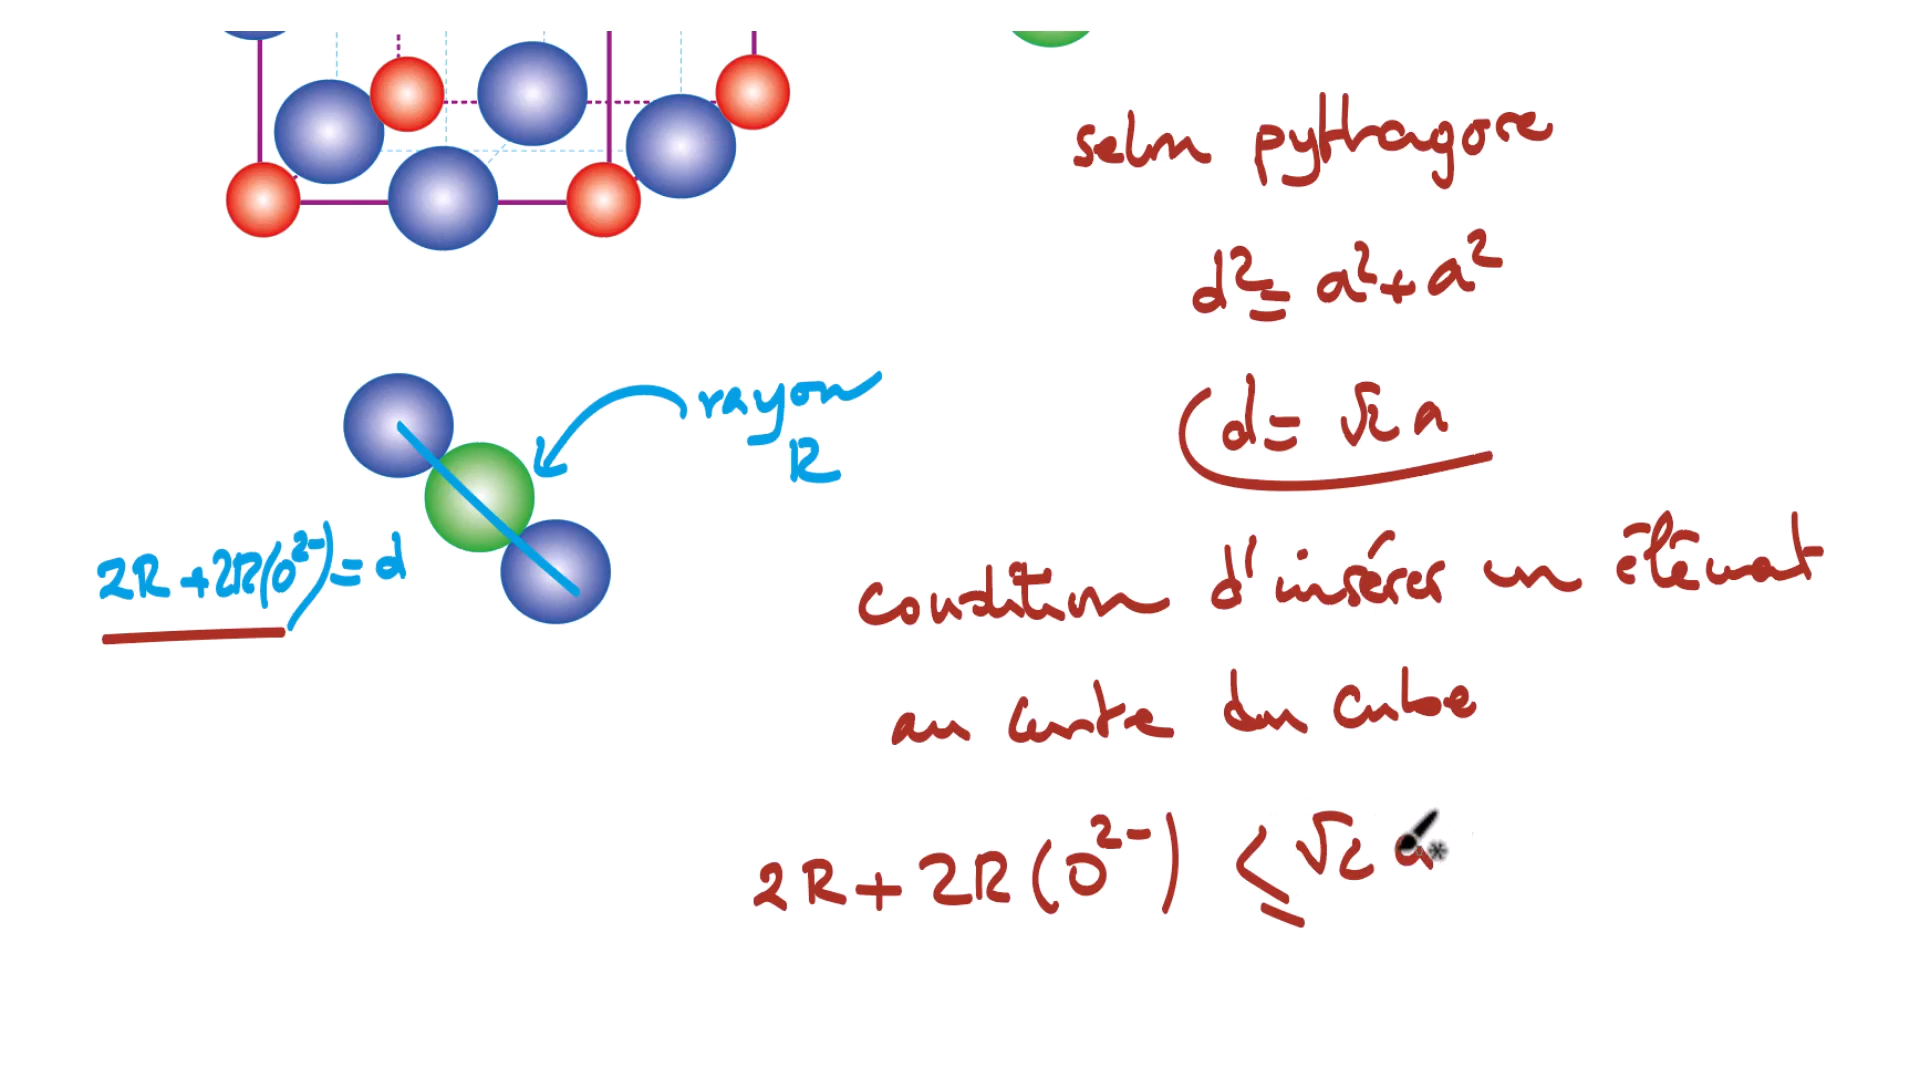 selon pythagore
d² = a² + a²
d = √2 a
rayon
R
2R + 2R(O²⁻) = d
condition d'insérer un élément
au centre du cube
2R + 2R(O²⁻) ≤ √2 a